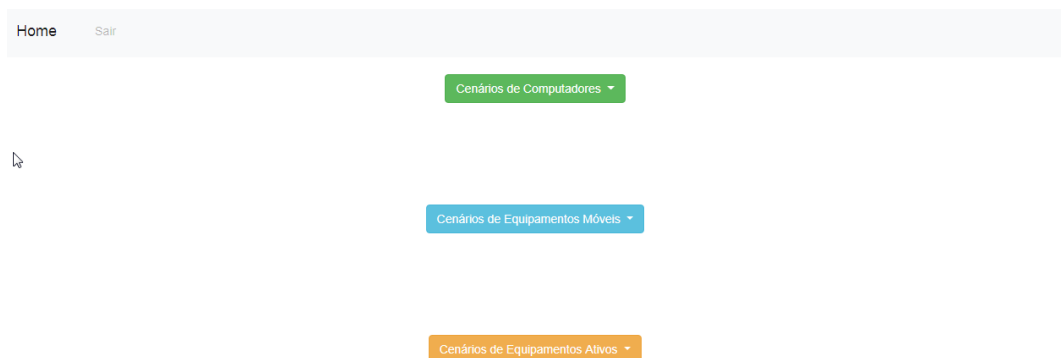 Home Sair
Cenários de Computadores
Cenários de Equipamentos Móveis
Cenários de Equipamentos Ativos